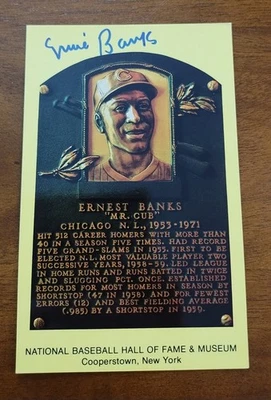 Ernie Banks
ERNEST BANKS
"MR. CUB"
CHICAGO N. L., 1953-1971
HIT 512 CAREER HOMERS WITH MORE THAN
40 IN A SEASON FIVE TIMES. HAD RECORD
FIVE GRAND-SLAMS IN 1955. FIRST TO BE
ELECTED N.L. MOST VALUABLE PLAYER TWO
SUCCESSIVE YEARS, 1958-59. LED LEAGUE
IN HOME RUNS AND RUNS BATTED IN TWICE
AND SLUGGING PCT. ONCE. ESTABLISHED
RECORDS FOR MOST HOMERS IN SEASON BY
SHORTSTOP (47 IN 1958) AND FOR FEWEST
ERRORS (12) AND BEST FIELDING AVERAGE
(.985) BY A SHORTSTOP IN 1959.
NATIONAL BASEBALL HALL OF FAME & MUSEUM
Cooperstown, New York